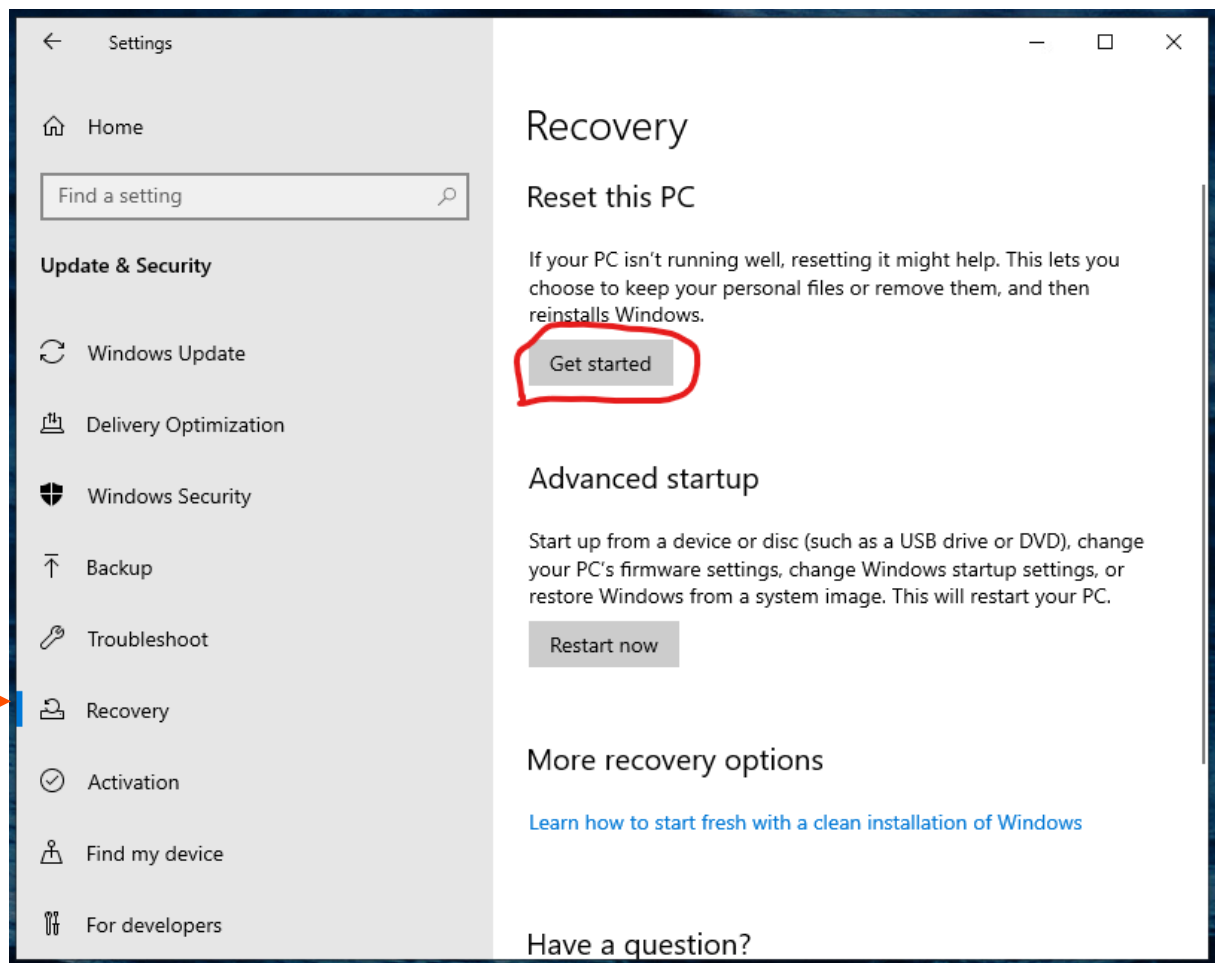 Settings
Home
Find a setting
Update & Security
Windows Update
Delivery Optimization
Windows Security
Backup
Troubleshoot
Recovery
Activation
Find my device
For developers
Recovery
Reset this PC
If your PC isn't running well, resetting it might help. This lets you
choose to keep your personal files or remove them, and then
reinstalls Windows.
Get started
Advanced startup
Start up from a device or disc (such as a USB drive or DVD), change
your PC's firmware settings, change Windows startup settings, or
restore Windows from a system image. This will restart your PC.
Restart now
More recovery options
Learn how to start fresh with a clean installation of Windows
Have a question?